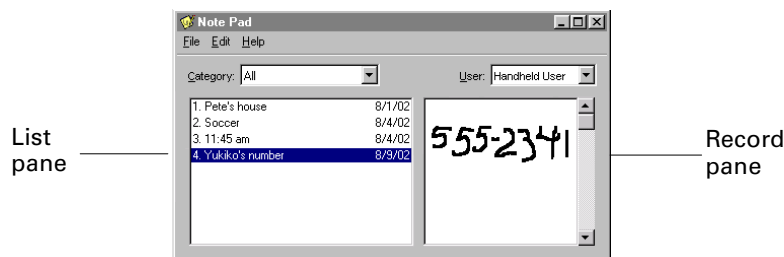 Note Pad
File Edit Help
Category: All User: Handheld User
List pane
1. Pete's house 8/1/02
2. Soccer 8/4/02
3. 11:45 am 8/4/02
4. Yukiko's number 8/9/02
555-2341
Record pane